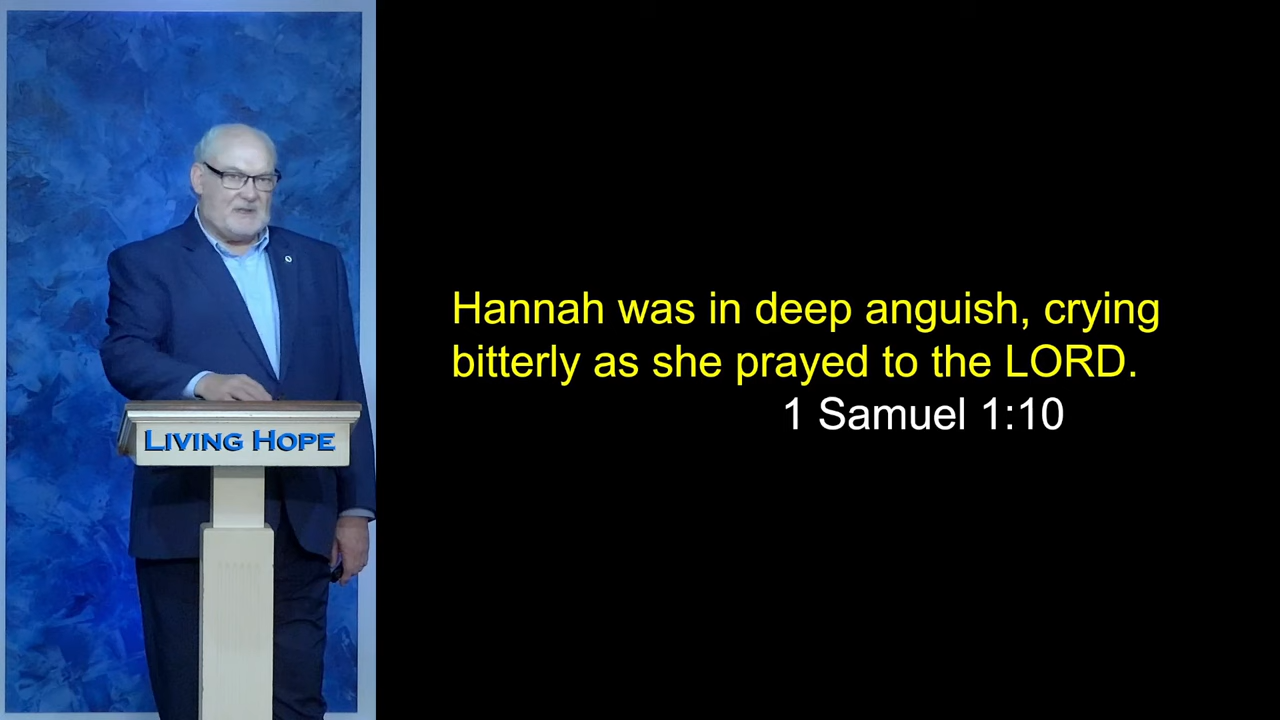 LIVING HOPE
Hannah was in deep anguish, crying
bitterly as she prayed to the LORD.
1 Samuel 1:10